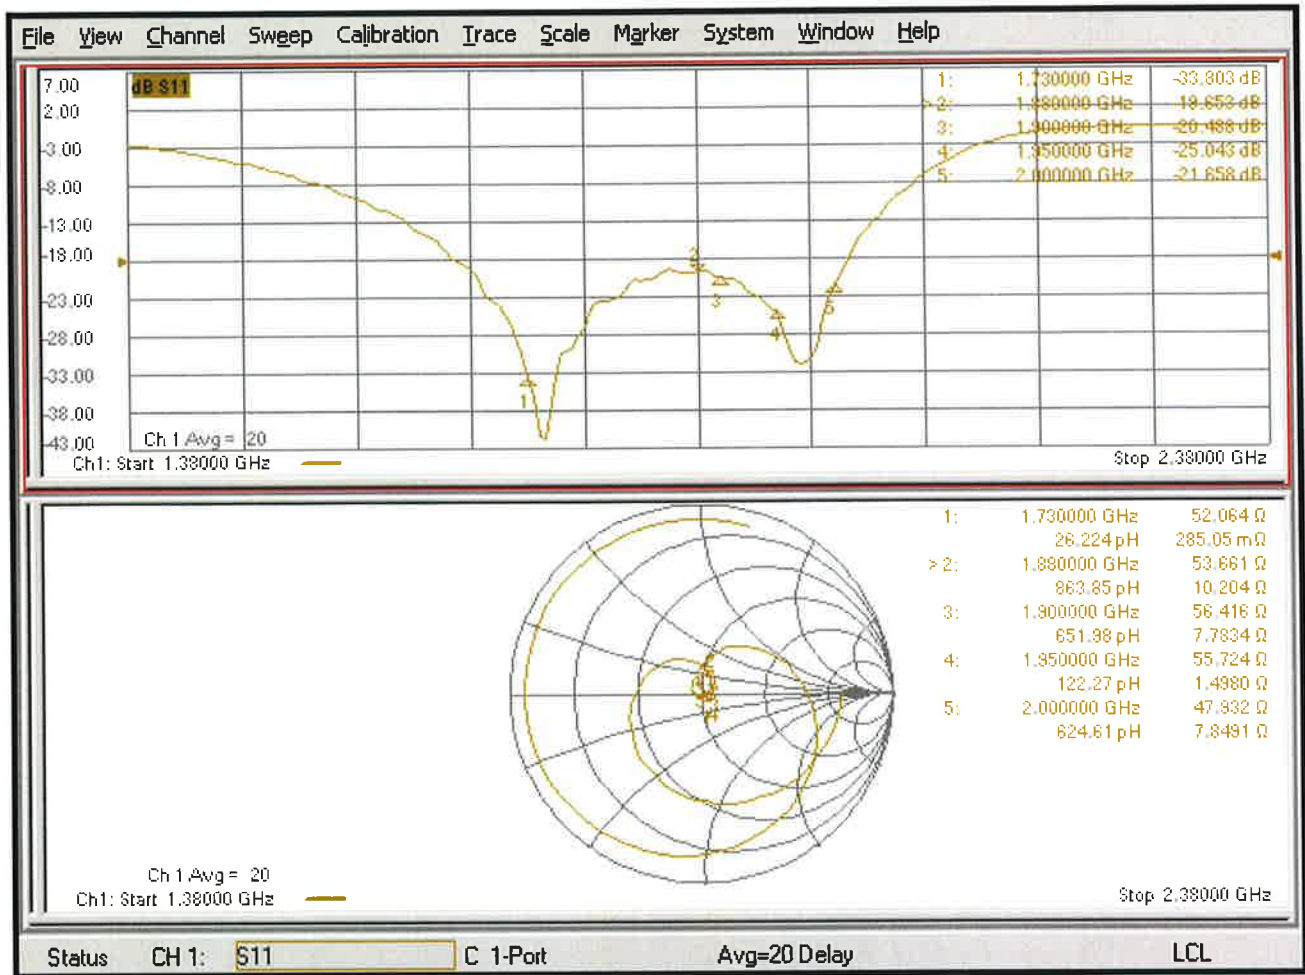 File View Channel Sweep Calibration Trace Scale Marker System Window Help
7.00
dB S11
2.00
-3.00
-8.00
-13.00
-18.00
-23.00
-28.00
-33.00
-38.00
-43.00
1: 1.730000 GHz -33.803 dB
> 2: 1.880000 GHz -19.653 dB
3: 1.900000 GHz -20.488 dB
4: 1.950000 GHz -25.043 dB
5: 2.000000 GHz -21.658 dB
2
3
4
5
1
Ch 1 Avg = 20
Ch1: Start 1.38000 GHz
Stop 2.38000 GHz
1: 1.730000 GHz 52.064 Ω
26.224 pH 285.05 mΩ
> 2: 1.880000 GHz 53.661 Ω
863.85 pH 10.204 Ω
3: 1.900000 GHz 56.416 Ω
651.98 pH 7.7834 Ω
4: 1.950000 GHz 55.724 Ω
122.27 pH 1.4980 Ω
5: 2.000000 GHz 47.932 Ω
624.61 pH 7.8491 Ω
4
Ch 1 Avg = 20
Ch1: Start 1.38000 GHz
Stop 2.38000 GHz
Status CH 1: S11 C 1-Port Avg=20 Delay LCL